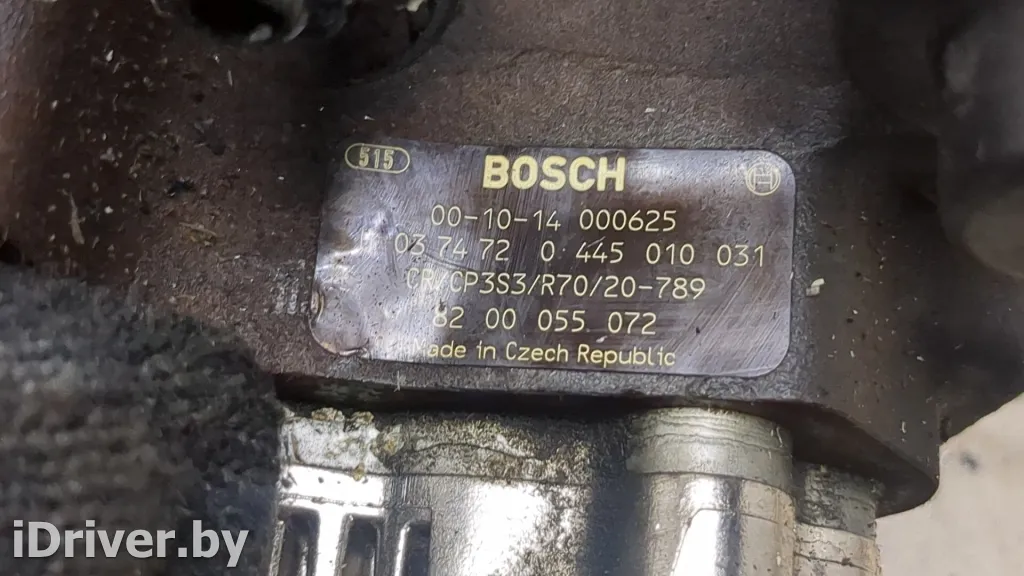 515 BOSCH
00-10-14 000625
03 74 72 0 445 010 031
CR/CP3S3/R70/20-789
82 00 055 072
Made in Czech Republic
iDriver.by